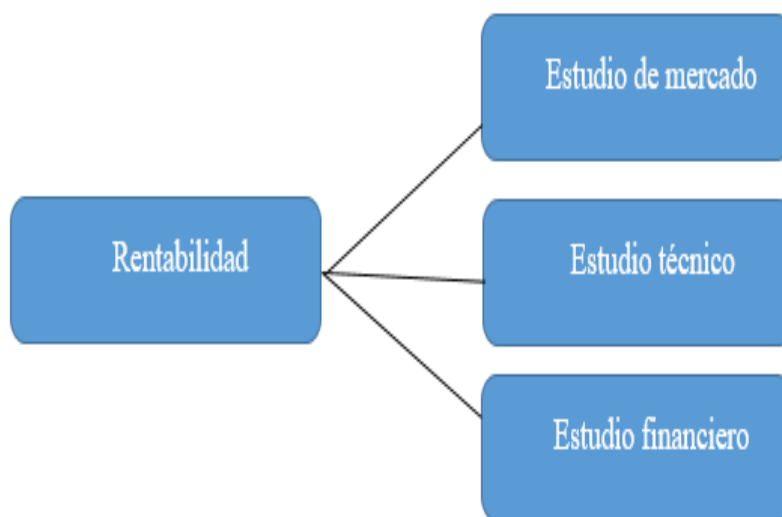 Estudio de mercado
Rentabilidad
Estudio técnico
Estudio financiero